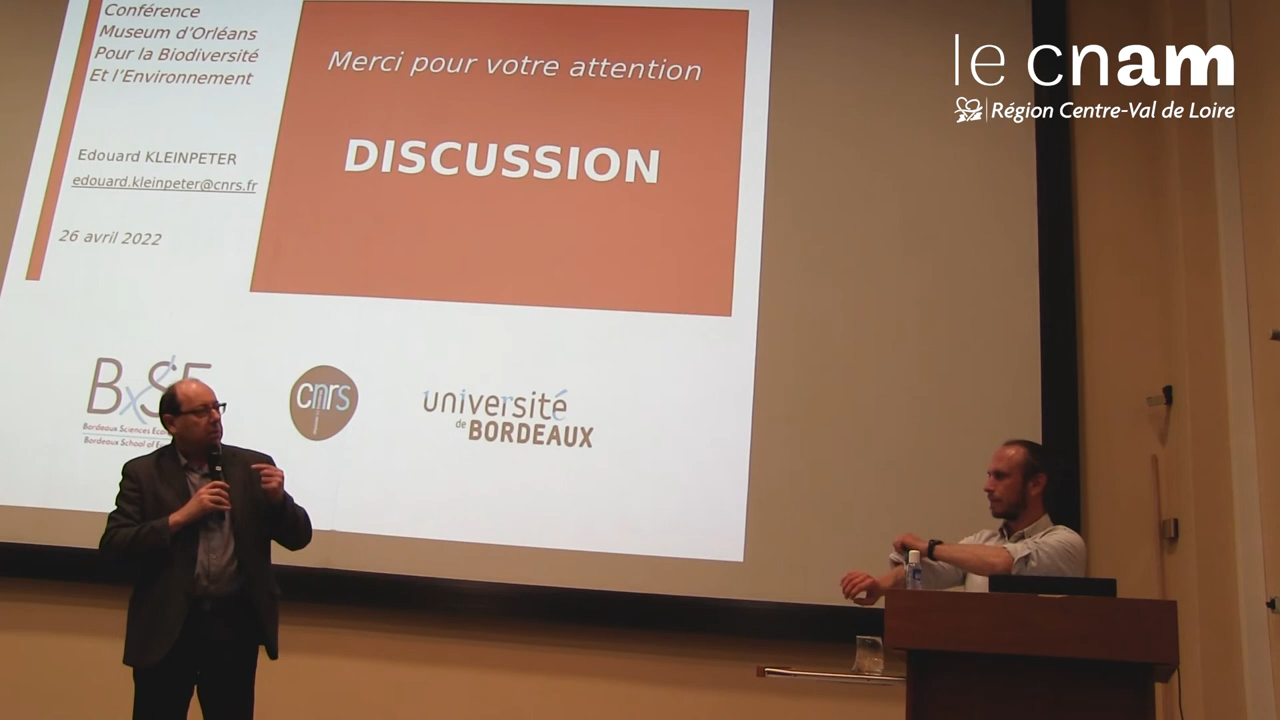 Conférence
Museum d'Orléans
Pour la Biodiversité
Et l'Environnement
Edouard KLEINPETER
edouard.kleinpeter@cnrs.fr
26 avril 2022
Merci pour votre attention
DISCUSSION
BxSE
Bordeaux Sciences
Bordeaux School of
cnrs
université
de BORDEAUX
le cnam
Région Centre-Val de Loire